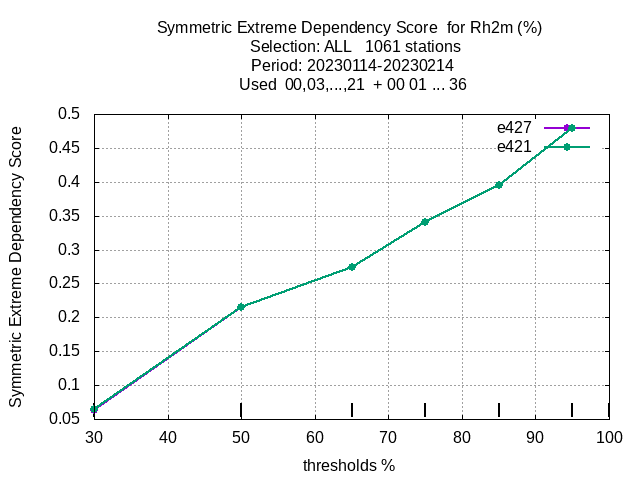 Symmetric Extreme Dependency Score  for Rh2m (%)
Selection: ALL   1061 stations
Period: 20230114-20230214
Used  00,03,...,21  + 00 01 ... 36
Symmetric Extreme Dependency Score
0.5
0.45
0.4
0.35
0.3
0.25
0.2
0.15
0.1
0.05
e427
e421
30 40 50 60 70 80 90 100
thresholds %